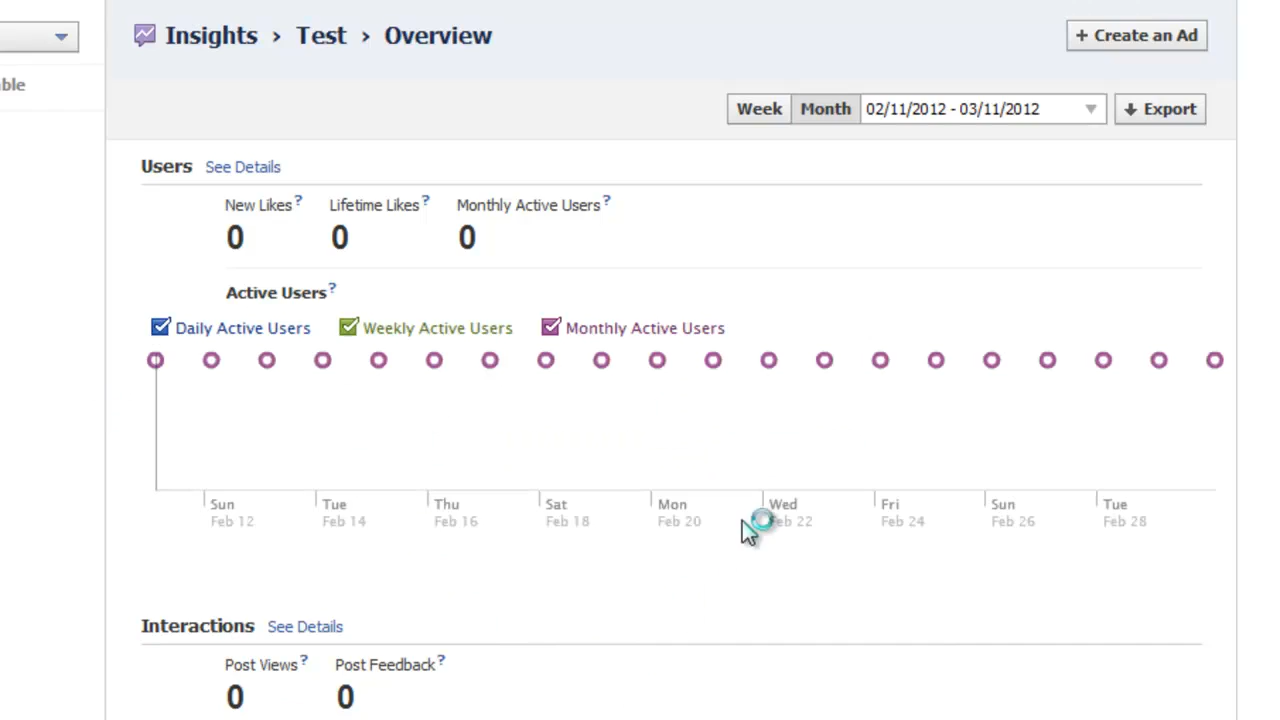 Insights › Test › Overview
+ Create an Ad
Week Month 02/11/2012 - 03/11/2012 Export
Users See Details
New Likes? Lifetime Likes? Monthly Active Users?
0 0 0
Active Users?
Daily Active Users Weekly Active Users Monthly Active Users
Sun Tue Thu Sat Mon Wed Fri Sun Tue
Feb 12 Feb 14 Feb 16 Feb 18 Feb 20 Feb 22 Feb 24 Feb 26 Feb 28
Interactions See Details
Post Views? Post Feedback?
0 0